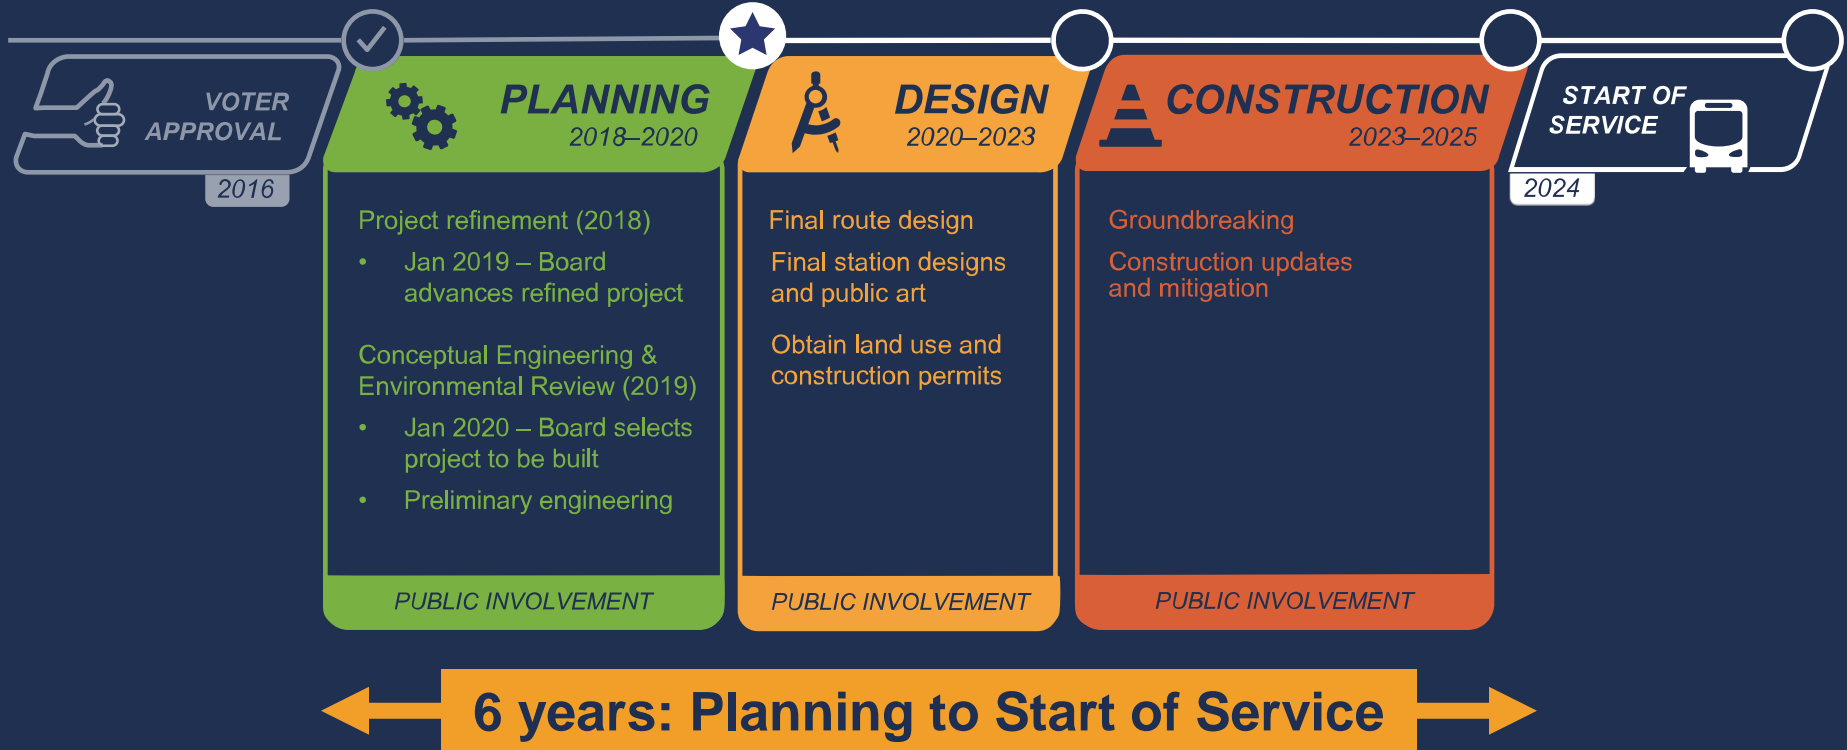 VOTER
APPROVAL
2016
PLANNING
2018–2020
Project refinement (2018)
• Jan 2019 – Board
advances refined project
Conceptual Engineering &
Environmental Review (2019)
• Jan 2020 – Board selects
project to be built
• Preliminary engineering
PUBLIC INVOLVEMENT
DESIGN
2020–2023
Final route design
Final station designs
and public art
Obtain land use and
construction permits
PUBLIC INVOLVEMENT
CONSTRUCTION
2023–2025
Groundbreaking
Construction updates
and mitigation
PUBLIC INVOLVEMENT
START OF
SERVICE
2024
6 years: Planning to Start of Service